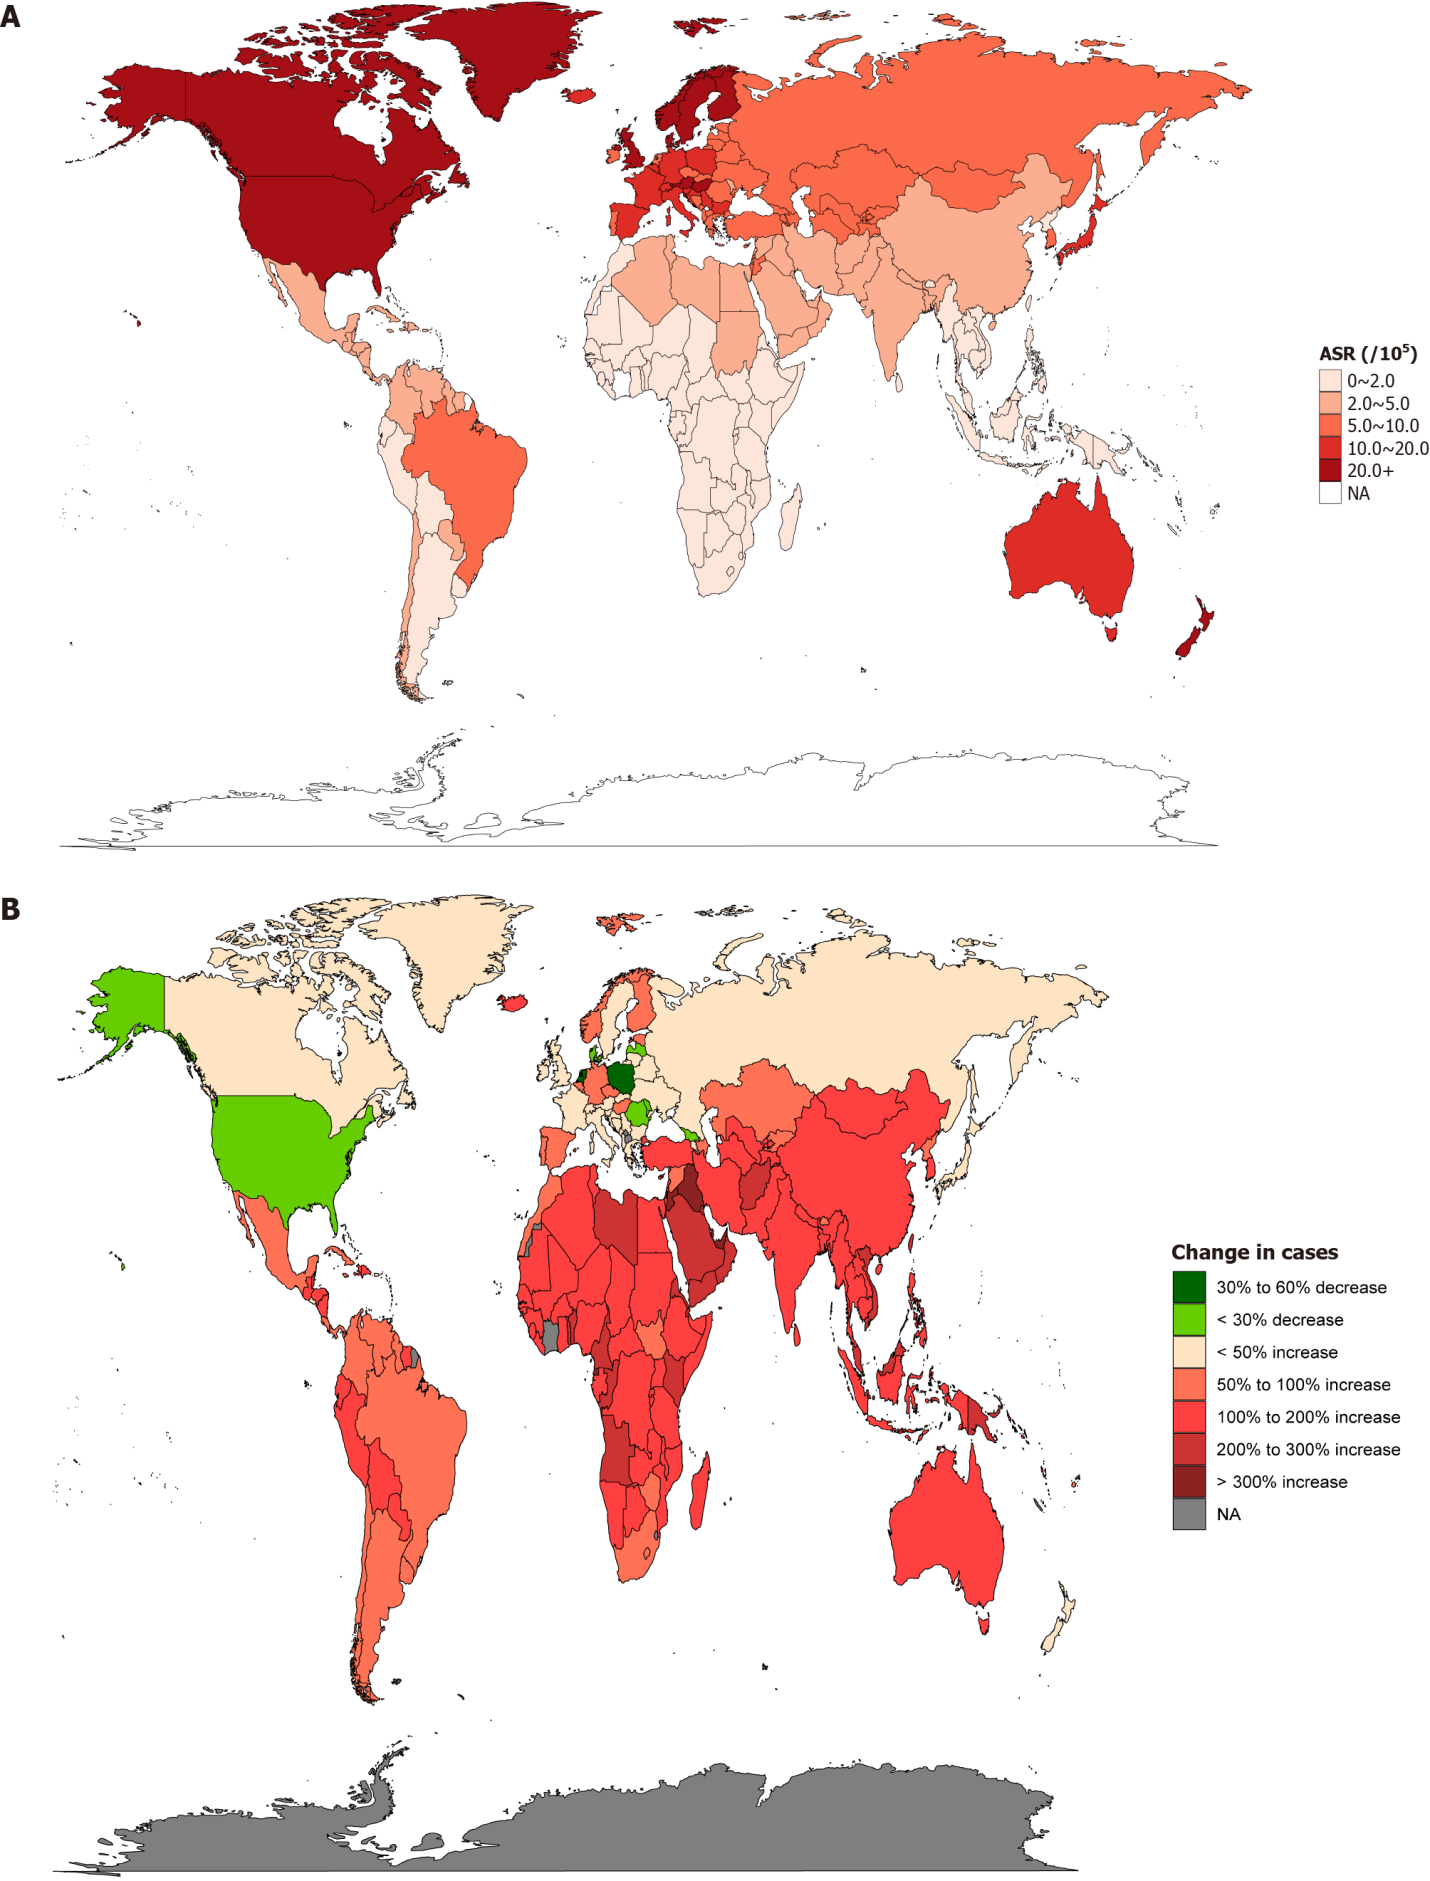 A
ASR (/10⁵)
0~2.0
2.0~5.0
5.0~10.0
10.0~20.0
20.0+
NA
B
Change in cases
30% to 60% decrease
< 30% decrease
< 50% increase
50% to 100% increase
100% to 200% increase
200% to 300% increase
> 300% increase
NA